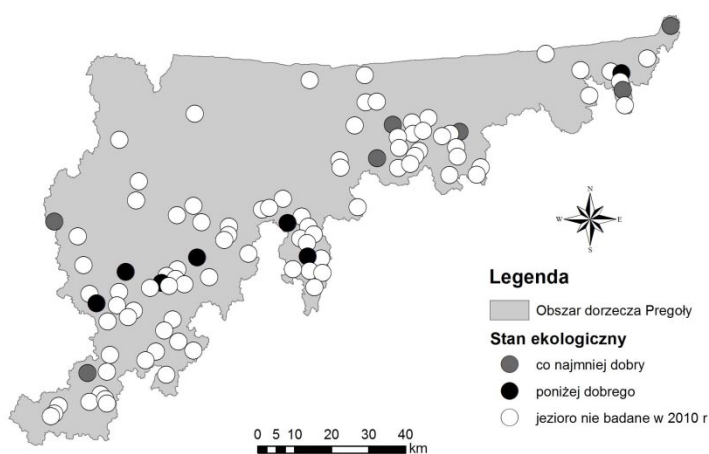 N
W E
S
Legenda
Obszar dorzecza Pregoły
Stan ekologiczny
co najmniej dobry
poniżej dobrego
jezioro nie badane w 2010 r
0 5 10 20 30 40
km